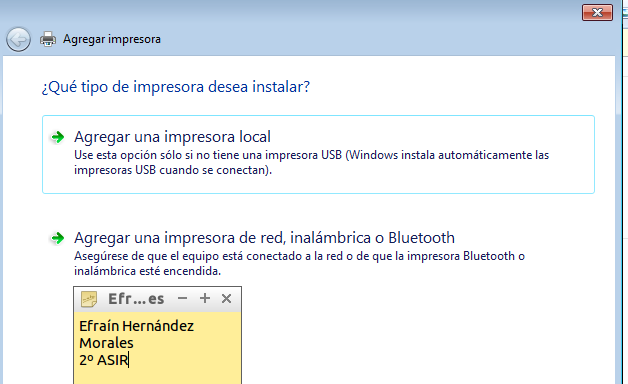 Agregar impresora
¿Qué tipo de impresora desea instalar?
Agregar una impresora local
Use esta opción sólo si no tiene una impresora USB (Windows instala automáticamente las
impresoras USB cuando se conectan).
Agregar una impresora de red, inalámbrica o Bluetooth
Asegúrese de que el equipo está conectado a la red o de que la impresora Bluetooth o
inalámbrica esté encendida.
Efr...es
Efraín Hernández
Morales
2º ASIR